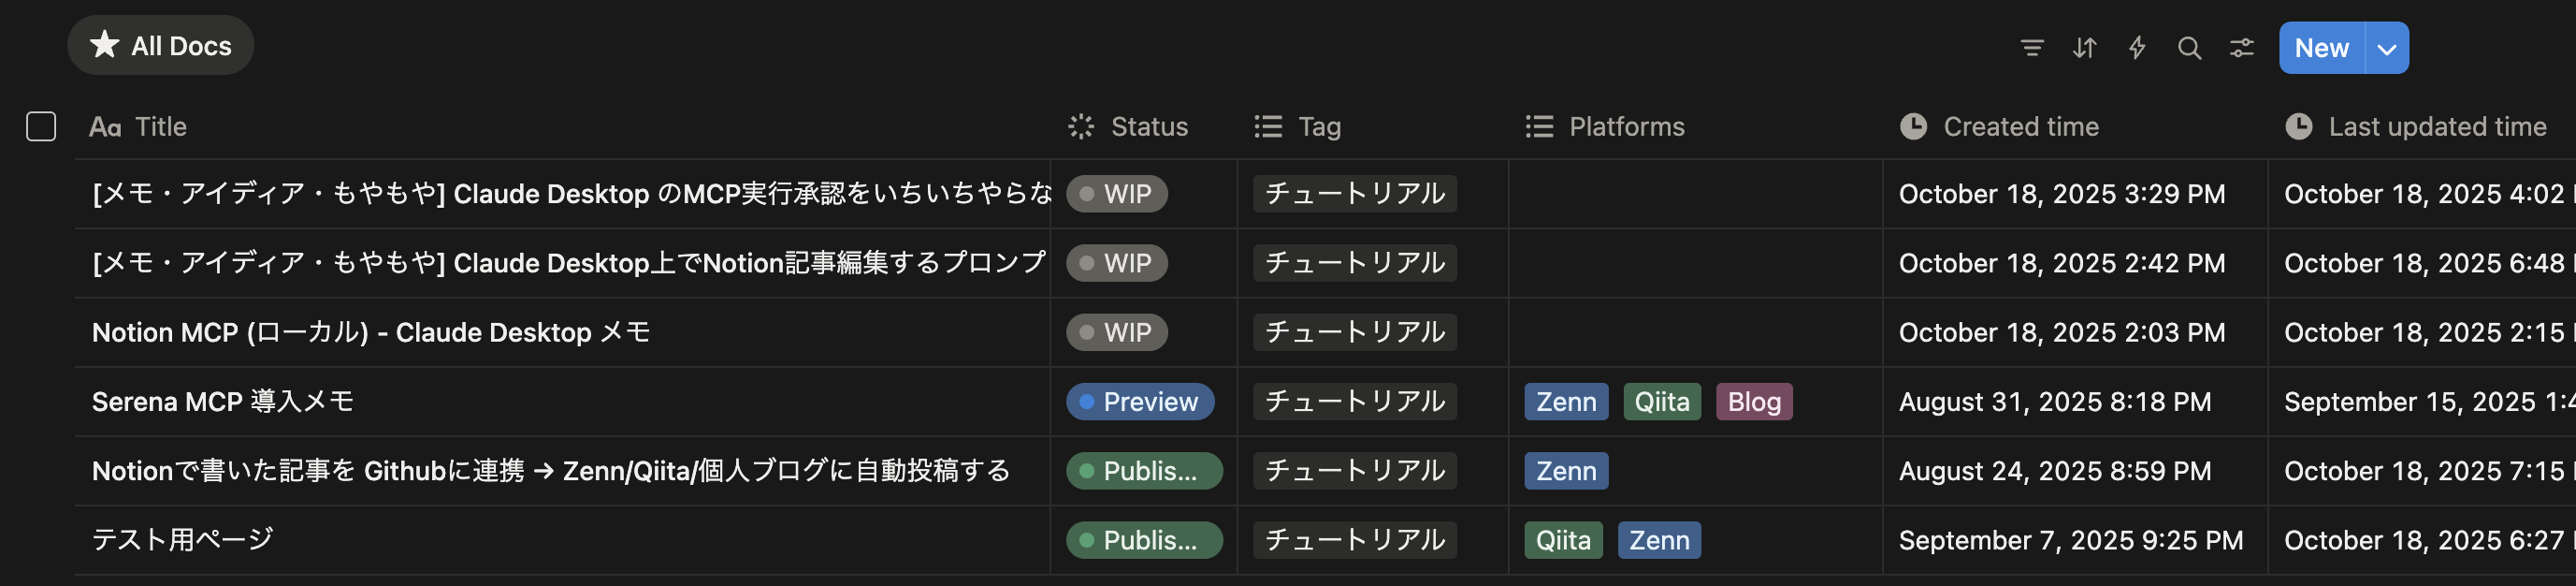 All Docs
New
Aa Title Status Tag Platforms Created time Last updated time
[メモ・アイディア・もやもや] Claude Desktop のMCP実行承認をいちいちやらな WIP チュートリアル October 18, 2025 3:29 PM October 18, 2025 4:02
[メモ・アイディア・もやもや] Claude Desktop上でNotion記事編集するプロンプ WIP チュートリアル October 18, 2025 2:42 PM October 18, 2025 6:48
Notion MCP (ローカル) - Claude Desktop メモ WIP チュートリアル October 18, 2025 2:03 PM October 18, 2025 2:15
Serena MCP 導入メモ Preview チュートリアル Zenn Qiita Blog August 31, 2025 8:18 PM September 15, 2025
Notionで書いた記事を Githubに連携 → Zenn/Qiita/個人ブログに自動投稿する Publis... チュートリアル Zenn August 24, 2025 8:59 PM October 18, 2025 7:15
テスト用ページ Publis... チュートリアル Qiita Zenn September 7, 2025 9:25 PM October 18, 2025 6:27